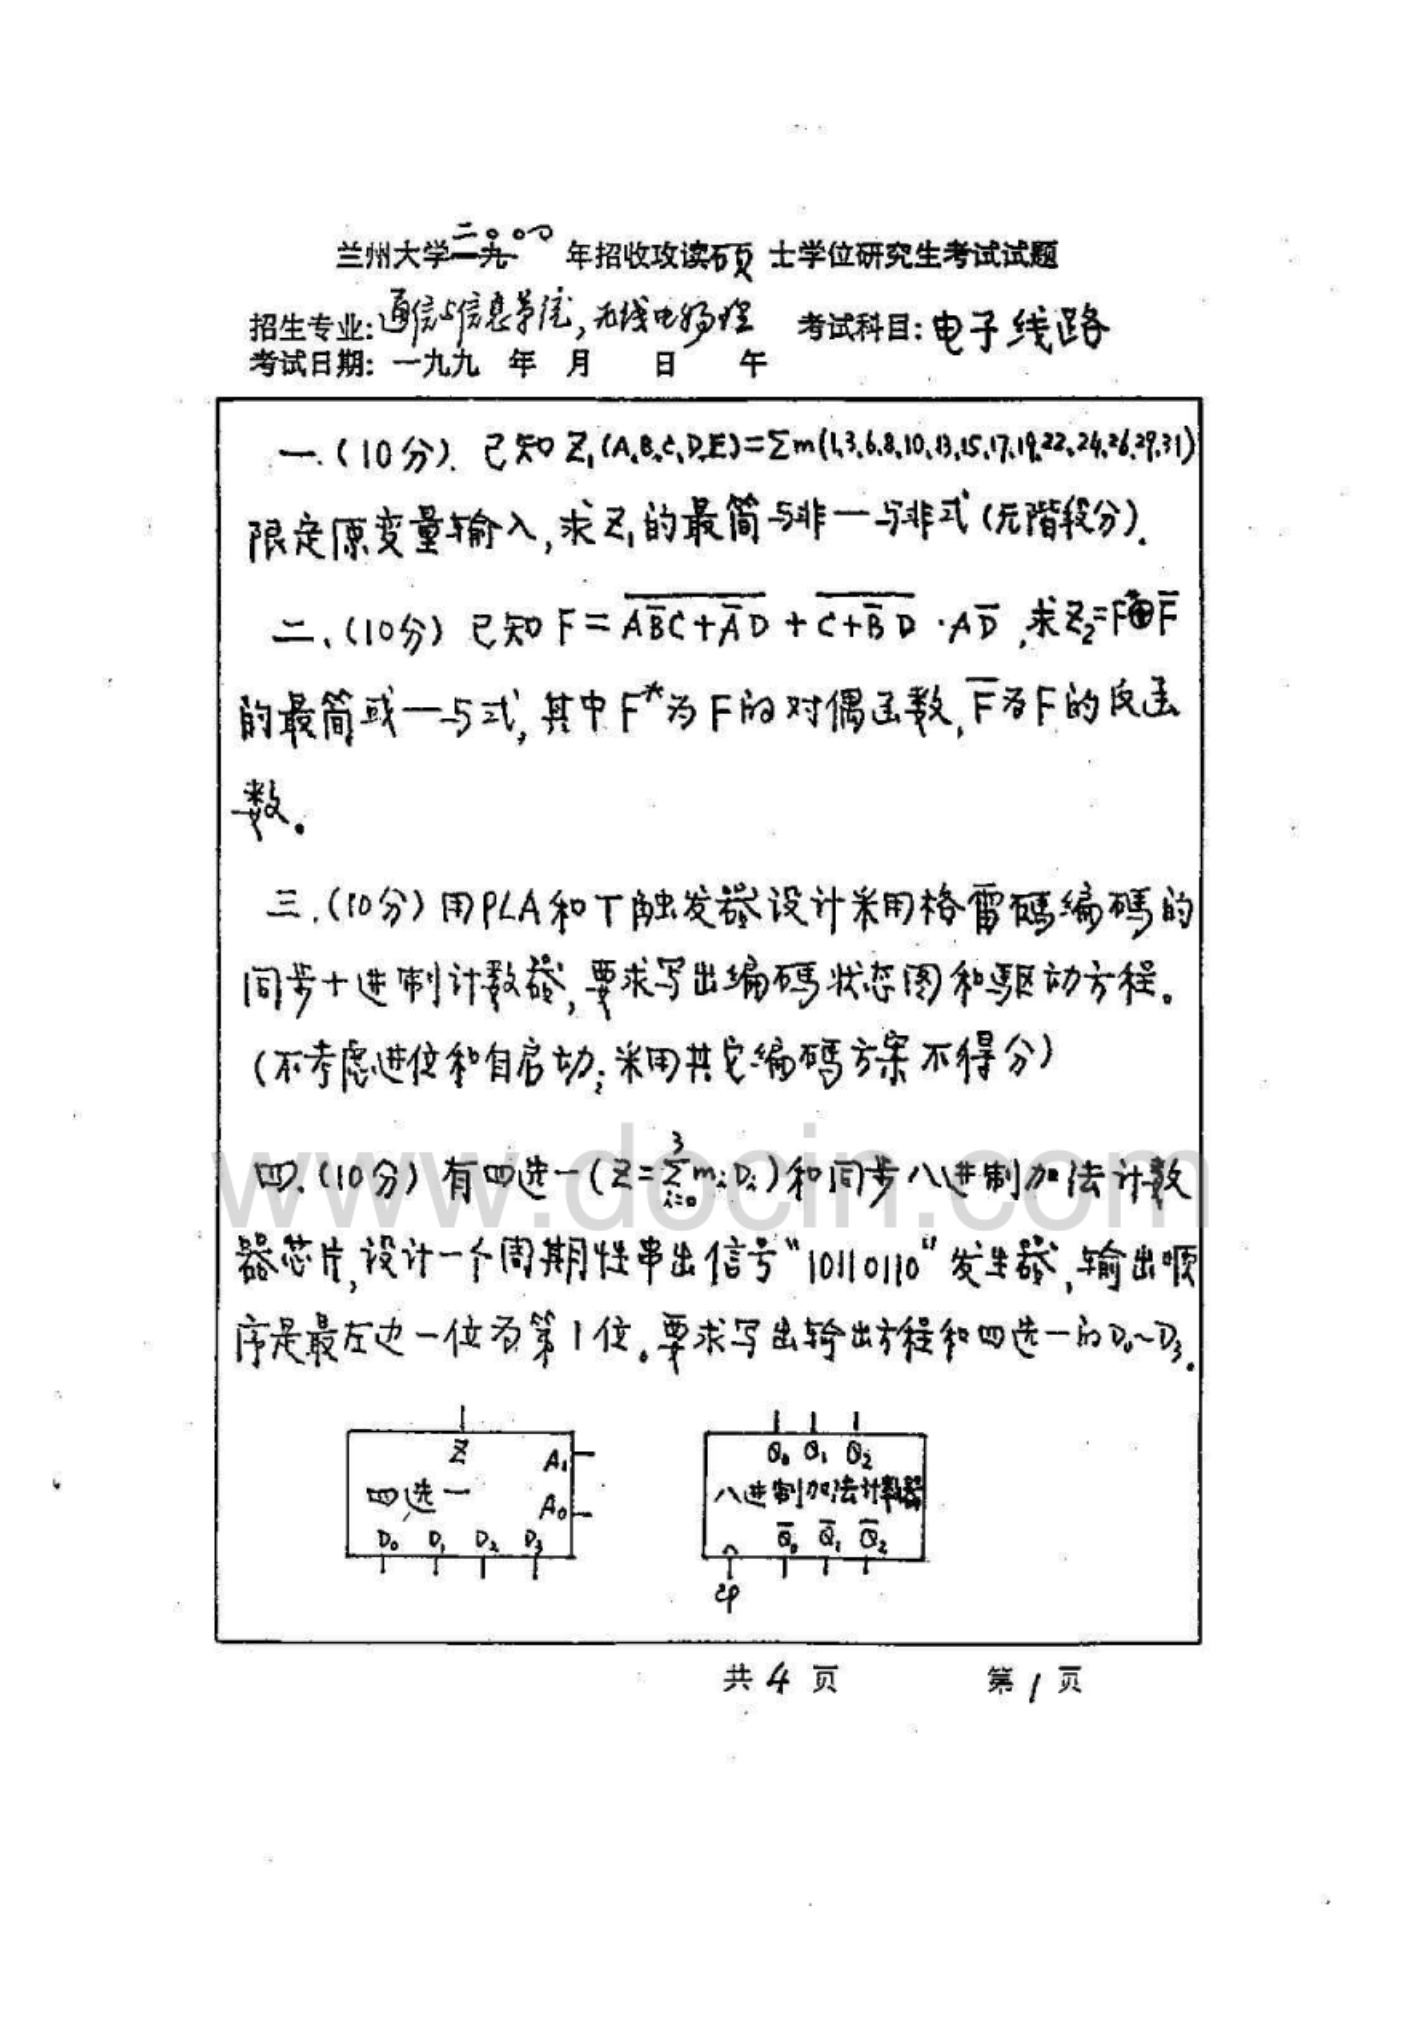 兰州大学二〇〇〇年招收攻读硕士学位研究生考试试题
招生专业:通信与信息系统,无线电物理 考试科目:电子线路
考试日期: 一九九 年 月 日 午
一.(10分). 已知 Z₁(A,B,C,D,E)=∑m(1,3,6,8,10,13,15,17,19,22,24,26,29,31)
限定原变量输入,求Z₁的最简与非一与非式(无阶段分).
二、(10分) 已知 F = \overline{AB̅C+A̅D} + \overline{C+B̅D}·AD̅ ,求Z₂=F*⊕F̅
的最简或一与式,其中F*为F的对偶函数,F̅为F的反函
数。
三.(10分)用PLA和T触发器设计采用格雷码编码的
同步十进制计数器,要求写出编码状态图和驱动方程。
(不考虑进位和自启动;采用其它编码方案不得分)
四.(10分)有四选一(Z=∑_{i=0}^{3}mᵢDᵢ)和同步八进制加法计数
器芯片,设计一个周期性串出信号“10110110”发生器,输出顺
序是最左边一位为第1位。要求写出输出方程和四选一的D₀~D₃.
Z A₁ Q₀ Q₁ Q₂
四选一 A₀ 八进制加法计数器
D₀ D₁ D₂ D₃ Q̅₀ Q̅₁ Q̅₂
cp
共 4 页 第 1 页
www.docin.com